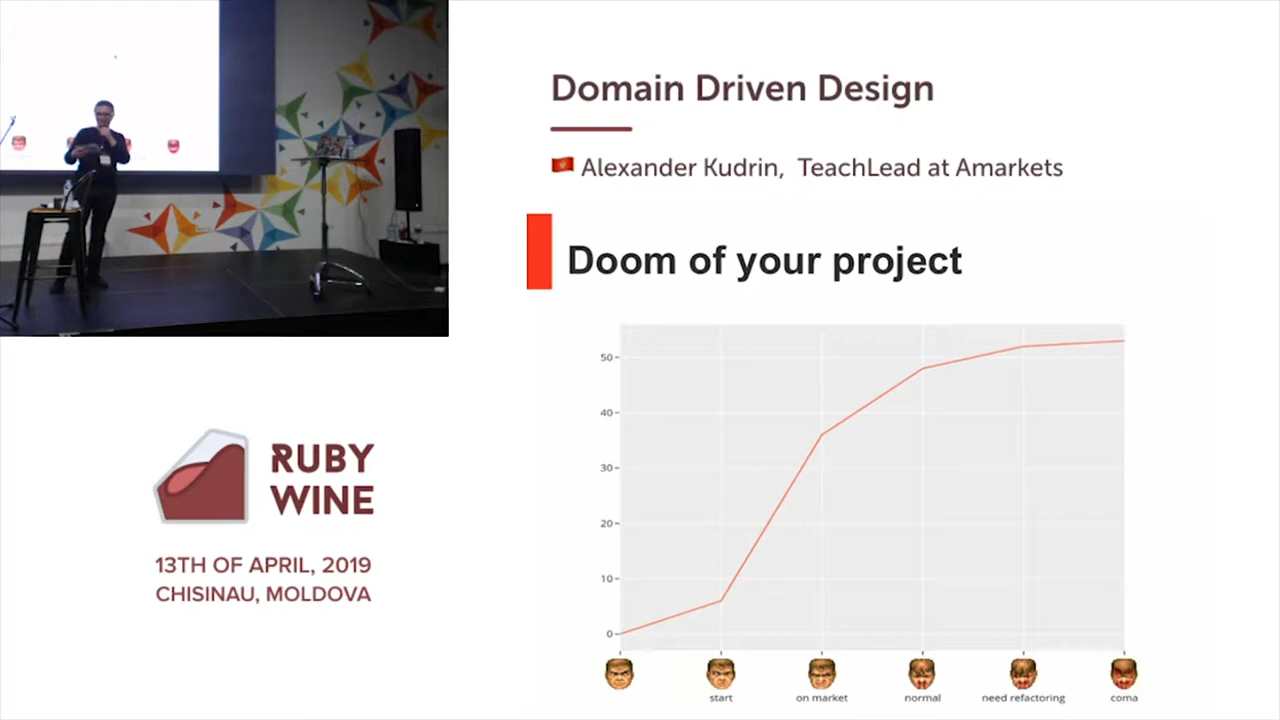 Domain Driven Design
Alexander Kudrin, TeachLead at Amarkets
Doom of your project
50
40
30
20
10
0
start
on market
normal
need refactoring
coma
RUBY
WINE
13TH OF APRIL, 2019
CHISINAU, MOLDOVA